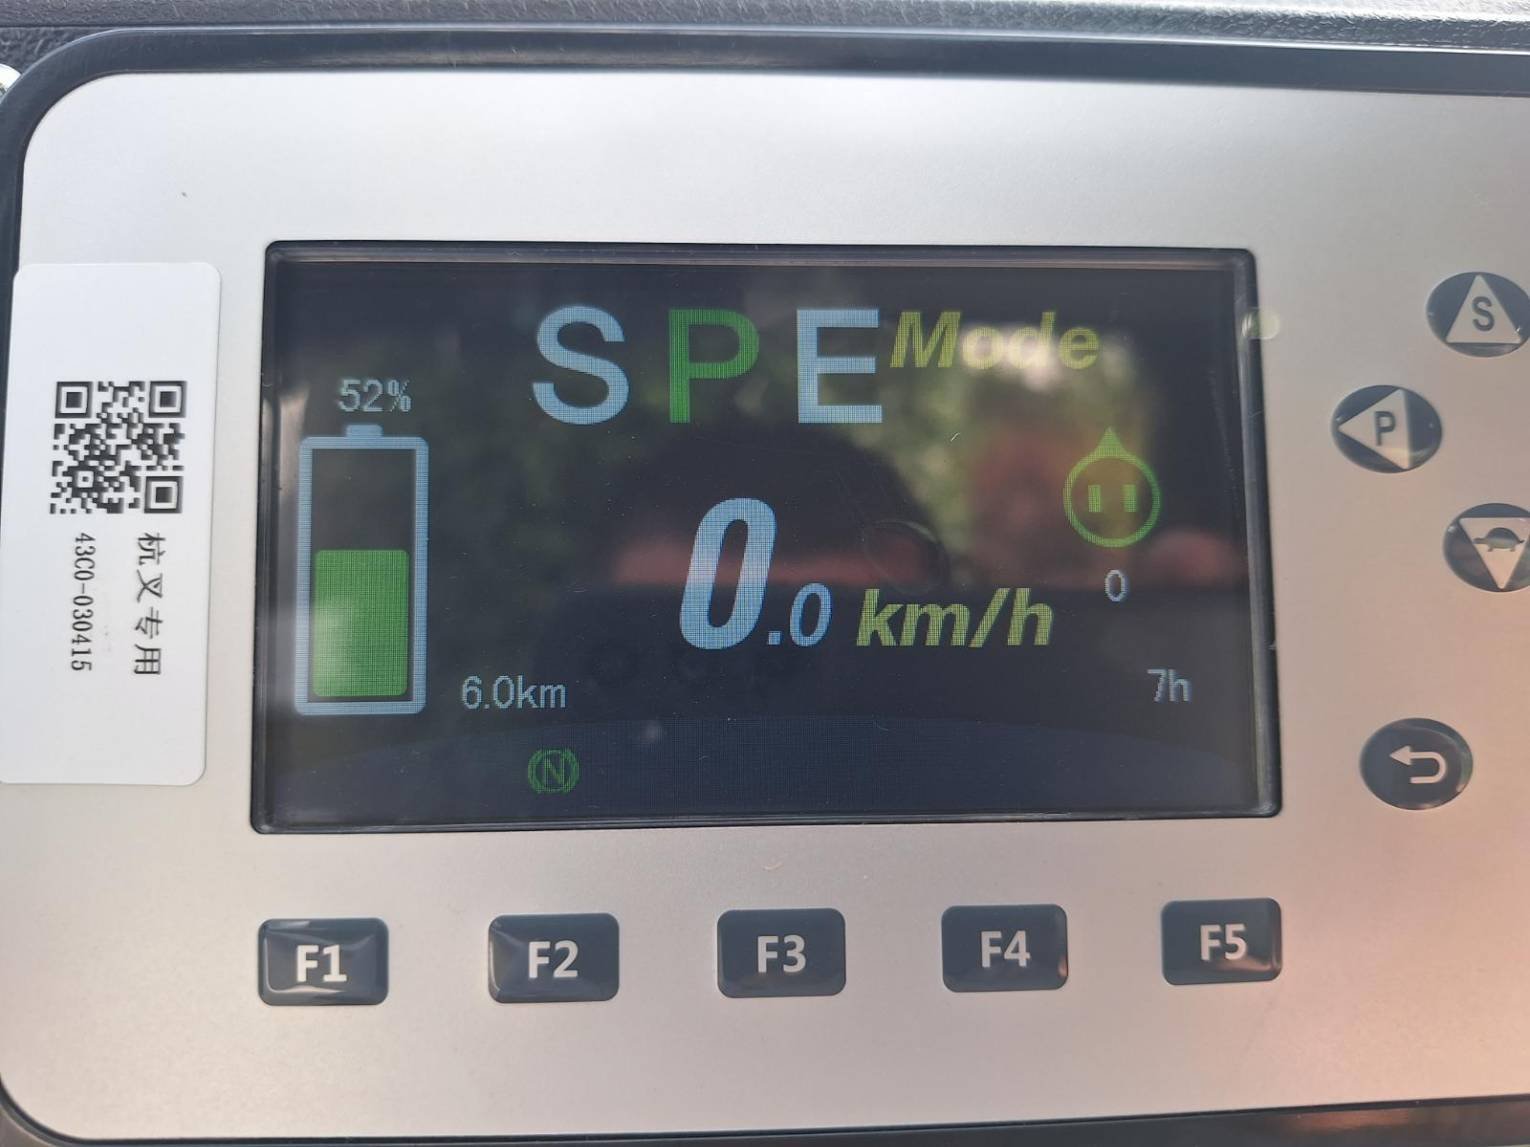 S P E Mode
52%
0.0 km/h
0
6.0km
7h
N
杭叉专用
43C0-030415
S
P
F1 F2 F3 F4 F5